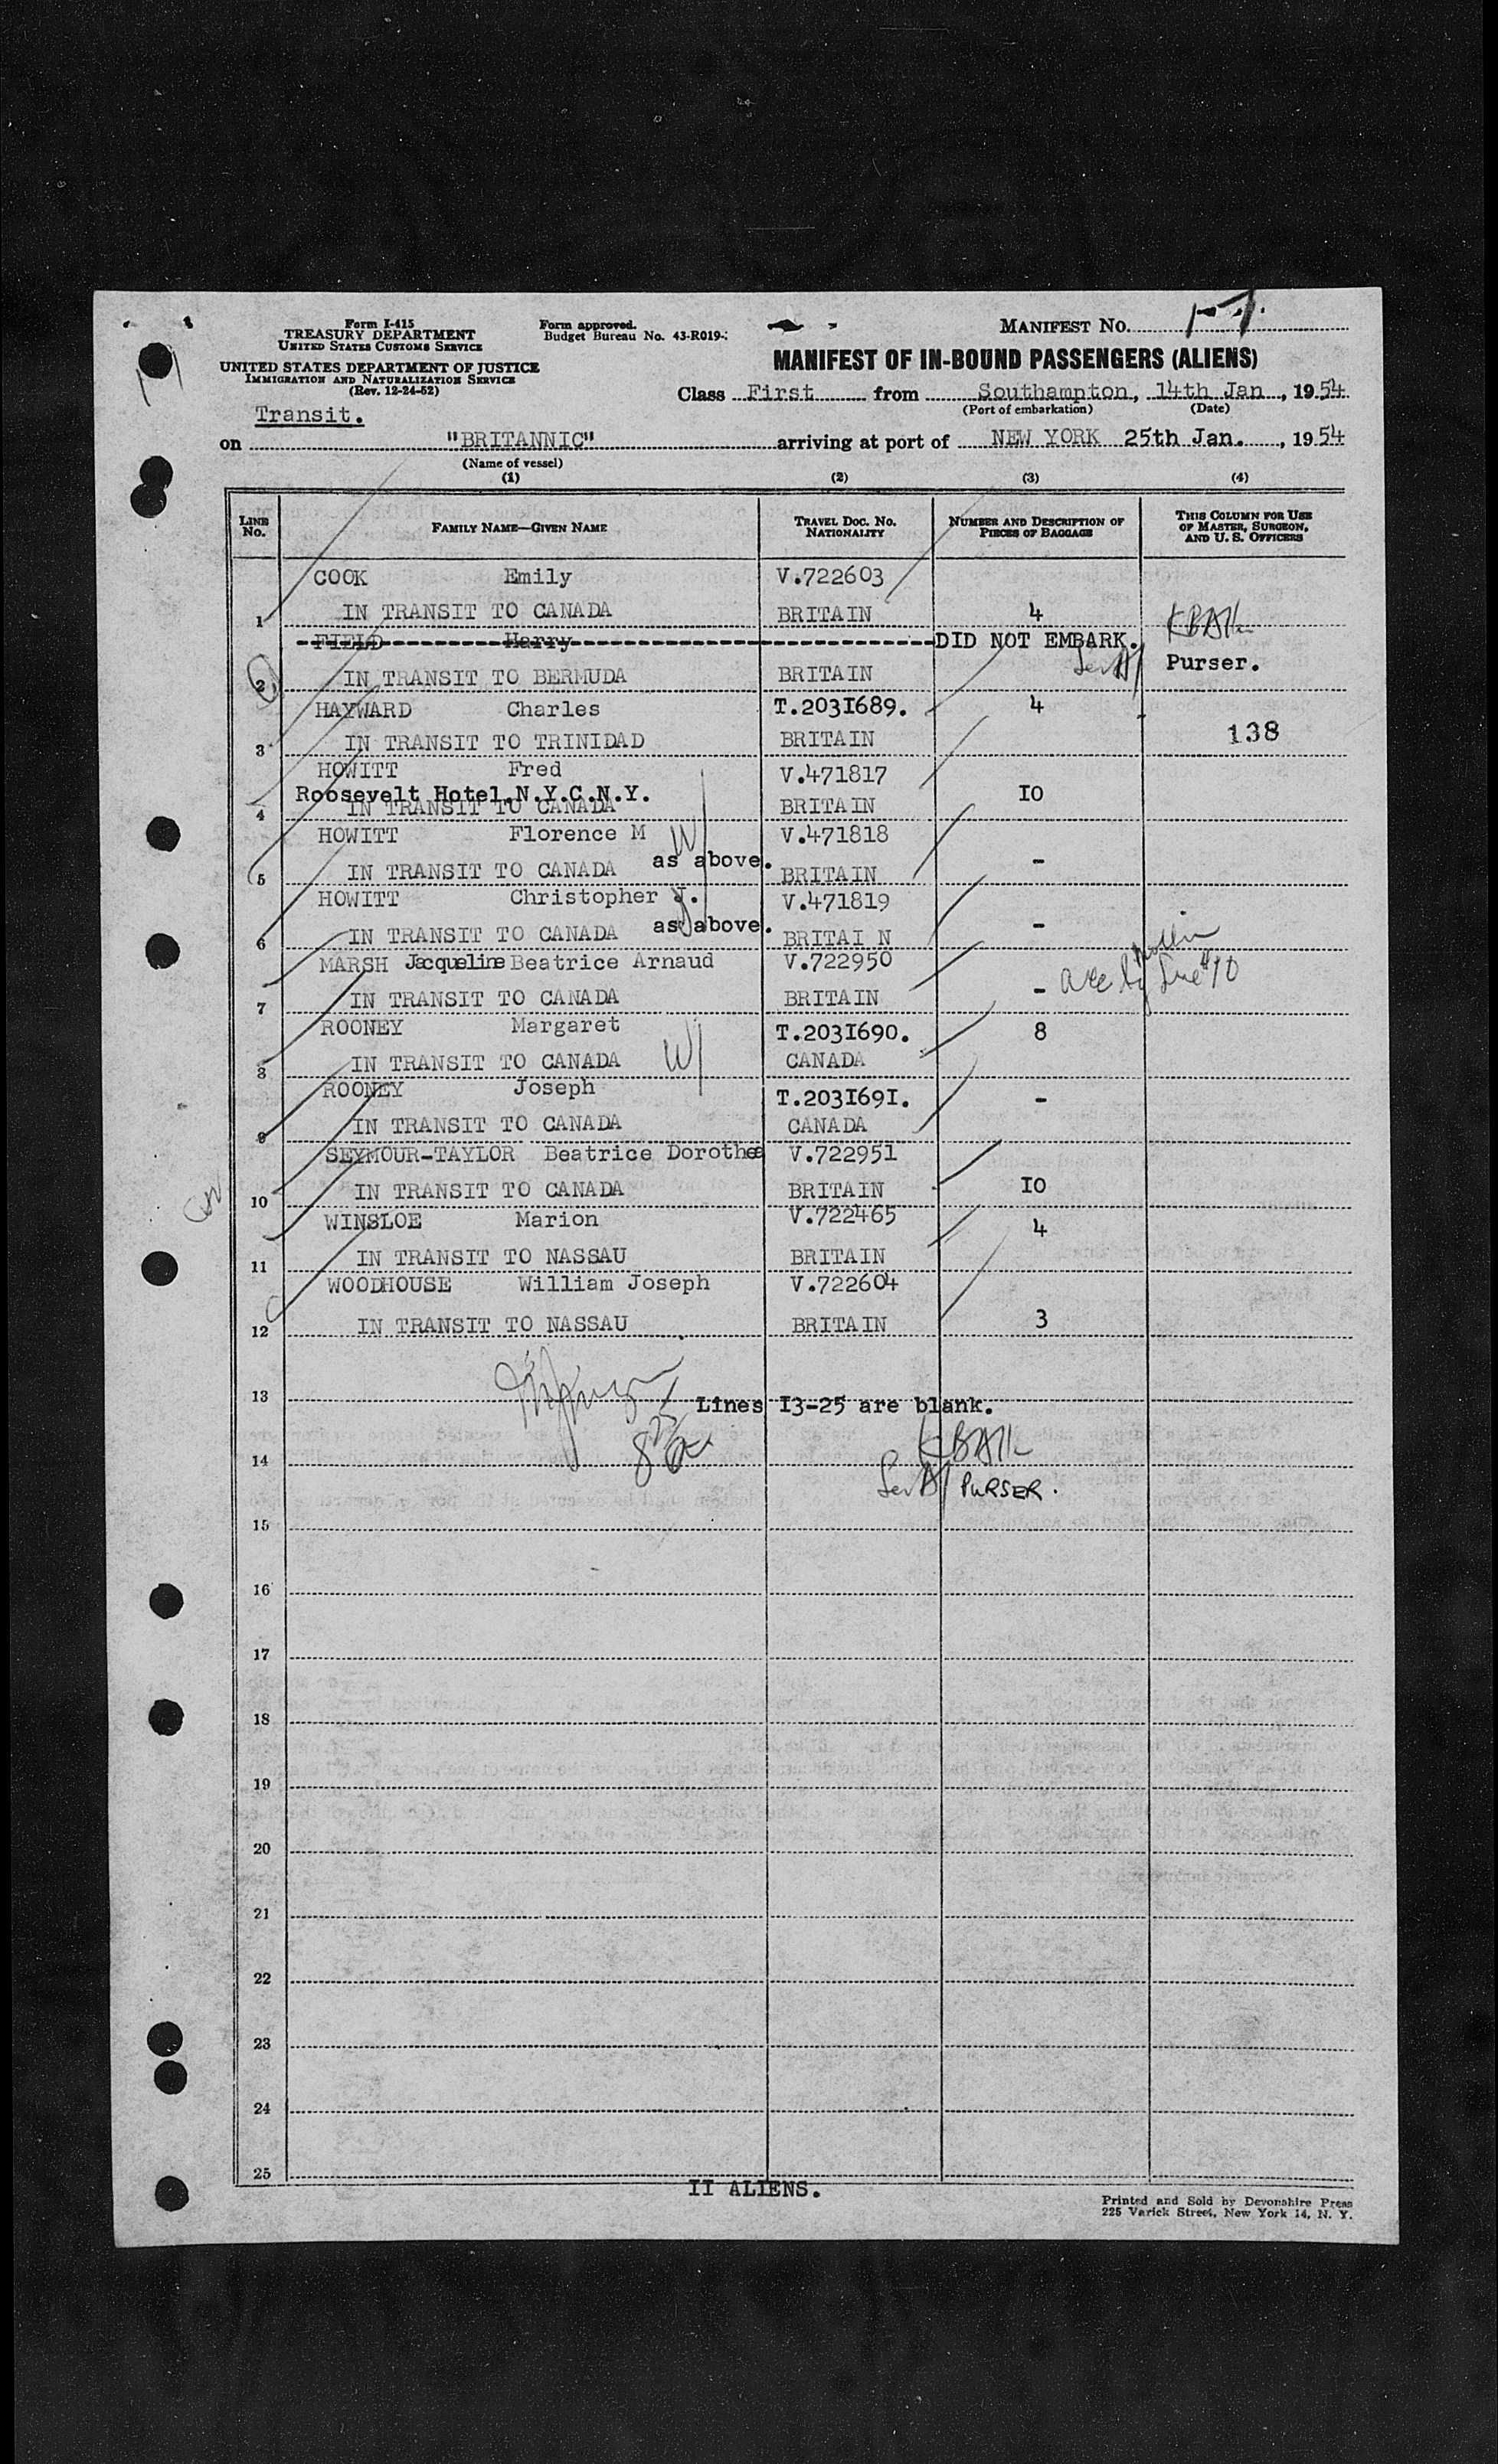 Form I-415
TREASURY DEPARTMENT
UNITED STATES CUSTOMS SERVICE
UNITED STATES DEPARTMENT OF JUSTICE
IMMIGRATION AND NATURALIZATION SERVICE
(Rev. 12-24-52)
Form approved.
Budget Bureau No. 43-R019-
MANIFEST NO.
MANIFEST OF IN-BOUND PASSENGERS (ALIENS)
Class First from Southampton, 14th Jan, 1954
(Port of embarkation) (Date)
Transit.
on "BRITANNIC" arriving at port of NEW YORK 25th Jan., 1954
(Name of vessel)
(1) (2) (3) (4)
LINE NO. FAMILY NAME—GIVEN NAME TRAVEL DOC. NO. NATIONALITY NUMBER AND DESCRIPTION OF PIECES OF BAGGAGE THIS COLUMN FOR USE OF MASTER, SURGEON, AND U. S. OFFICERS
COOK Emily V.722603
1 IN TRANSIT TO CANADA BRITAIN 4
FIELD Harry DID NOT EMBARK.
2 IN TRANSIT TO BERMUDA BRITAIN Purser.
HAYWARD Charles T.203I689. 4
3 IN TRANSIT TO TRINIDAD BRITAIN 138
HOWITT Fred V.471817
Roosevelt Hotel.N.Y.C.N.Y. I0
4 IN TRANSIT TO CANADA BRITAIN
HOWITT Florence M W/ V.471818
as above. -
5 IN TRANSIT TO CANADA BRITAIN
HOWITT Christopher J. V.471819
as above. -
6 IN TRANSIT TO CANADA BRITAI N
MARSH Jacqueline Beatrice Arnaud V.722950
7 IN TRANSIT TO CANADA BRITAIN -
ROONEY Margaret T.203I690. 8
8 IN TRANSIT TO CANADA W/ CANADA
ROONEY Joseph T.203I69I. -
9 IN TRANSIT TO CANADA CANADA
SEYMOUR-TAYLOR Beatrice Dorothea V.722951
10 IN TRANSIT TO CANADA BRITAIN I0
WINSLOE Marion V.722465 4
11 IN TRANSIT TO NASSAU BRITAIN
WOODHOUSE William Joseph V.722604
12 IN TRANSIT TO NASSAU BRITAIN 3
13 Lines I3-25 are blank.
14
PURSER.
15
16
17
18
19
20
21
22
23
24
25
II ALIENS.
Printed and Sold by Devonshire Press
225 Varick Street, New York 14, N. Y.